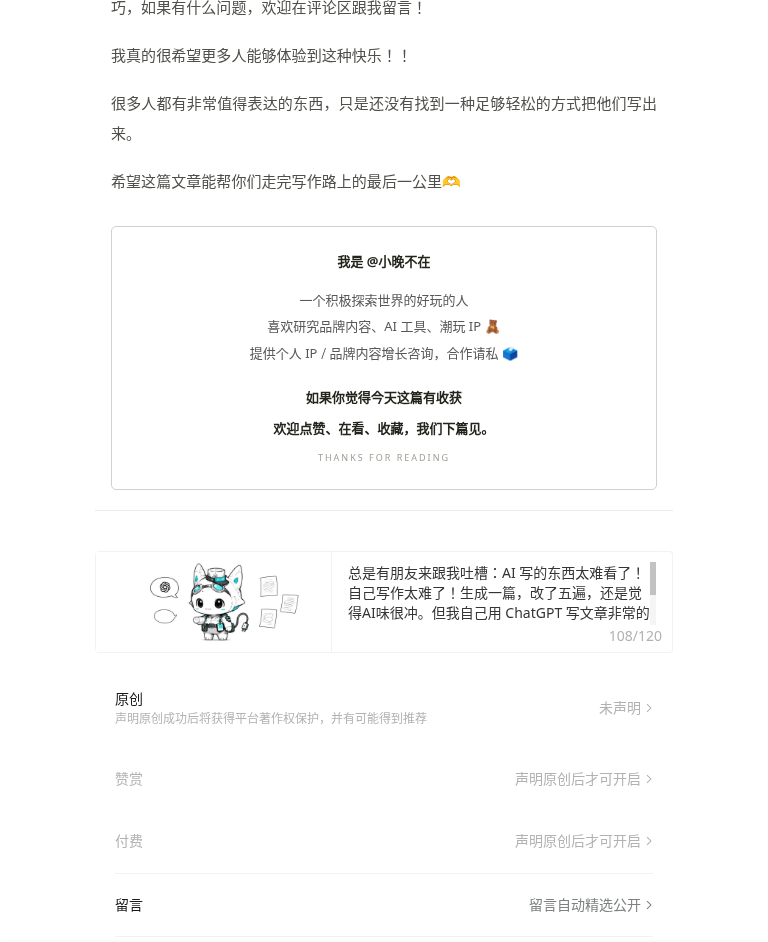 巧，如果有什么问题，欢迎在评论区跟我留言！
我真的很希望更多人能够体验到这种快乐！！
很多人都有非常值得表达的东西，只是还没有找到一种足够轻松的方式把他们写出
来。
希望这篇文章能帮你们走完写作路上的最后一公里🫶
我是 @小晚不在
一个积极探索世界的好玩的人
喜欢研究品牌内容、AI 工具、潮玩 IP 🧸
提供个人 IP / 品牌内容增长咨询，合作请私 🗳️
如果你觉得今天这篇有收获
欢迎点赞、在看、收藏，我们下篇见。
THANKS FOR READING
总是有朋友来跟我吐槽：AI 写的东西太难看了！
自己写作太难了！生成一篇，改了五遍，还是觉
得AI味很冲。但我自己用 ChatGPT 写文章非常的
108/120
原创
声明原创成功后将获得平台著作权保护，并有可能得到推荐
未声明
赞赏
声明原创后才可开启
付费
声明原创后才可开启
留言
留言自动精选公开